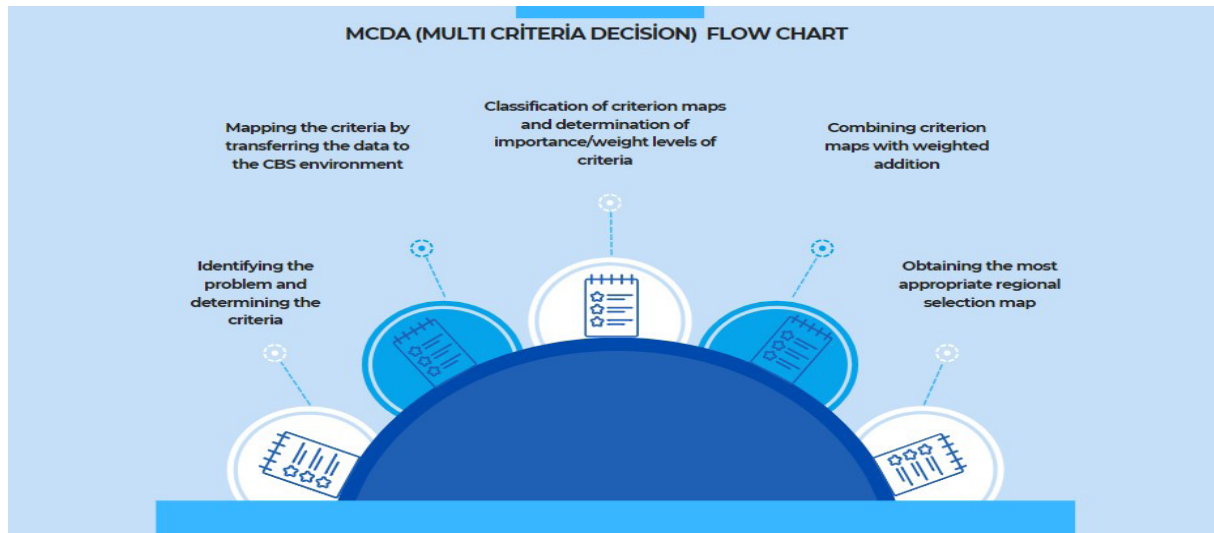 MCDA (MULTI CRİTERİA DECİSİON) FLOW CHART
Identifying the
problem and
determining the
criteria
Mapping the criteria by
transferring the data to
the CBS environment
Classification of criterion maps
and determination of
importance/weight levels of
criteria
Combining criterion
maps with weighted
addition
Obtaining the most
appropriate regional
selection map